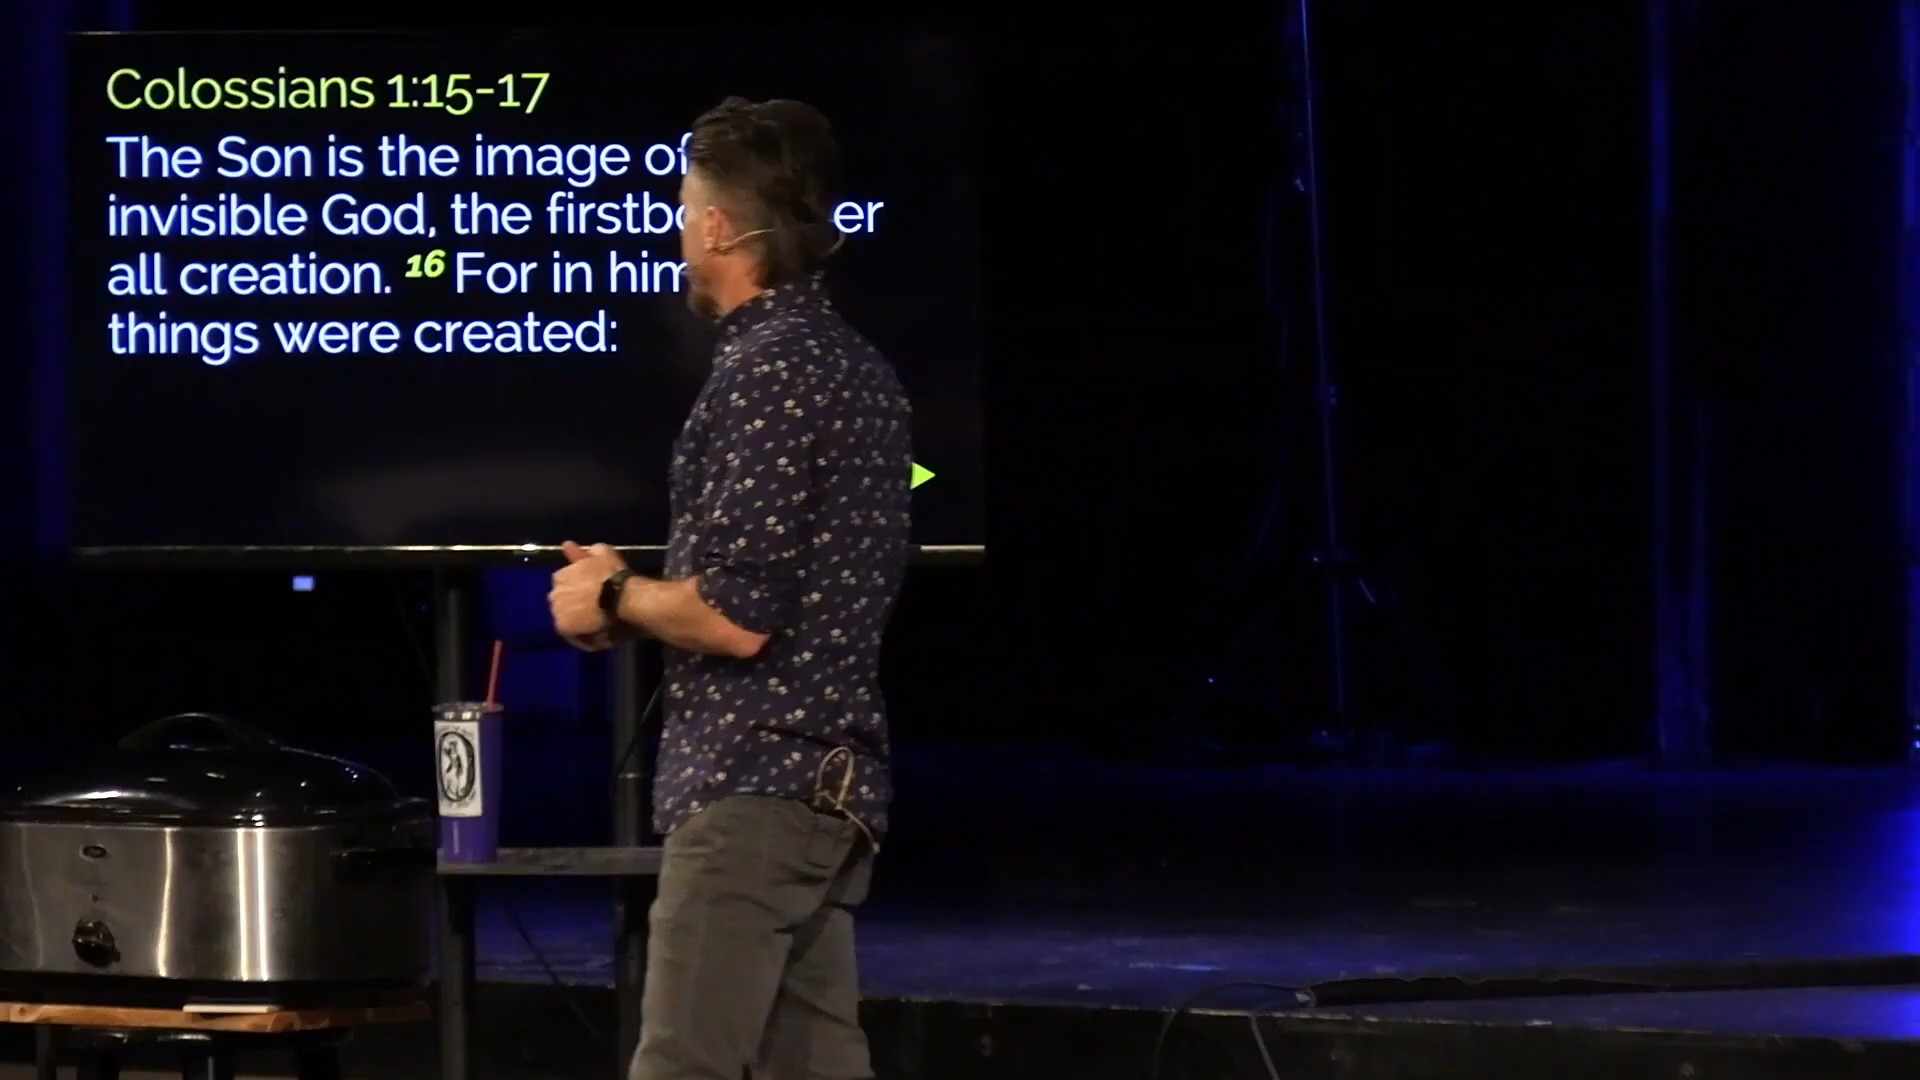 Colossians 1:15-17
The Son is the image of
invisible God, the firstbo er
all creation. 16 For in him
things were created: